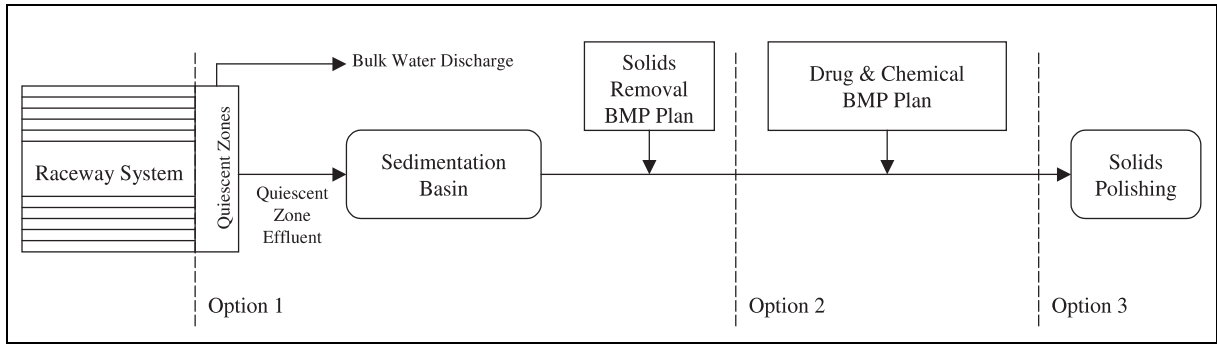 Bulk Water Discharge
Solids
Removal
BMP Plan
Drug & Chemical
BMP Plan
Raceway System
Quiescent Zones
Quiescent
Zone
Effluent
Sedimentation
Basin
Solids
Polishing
Option 1
Option 2
Option 3